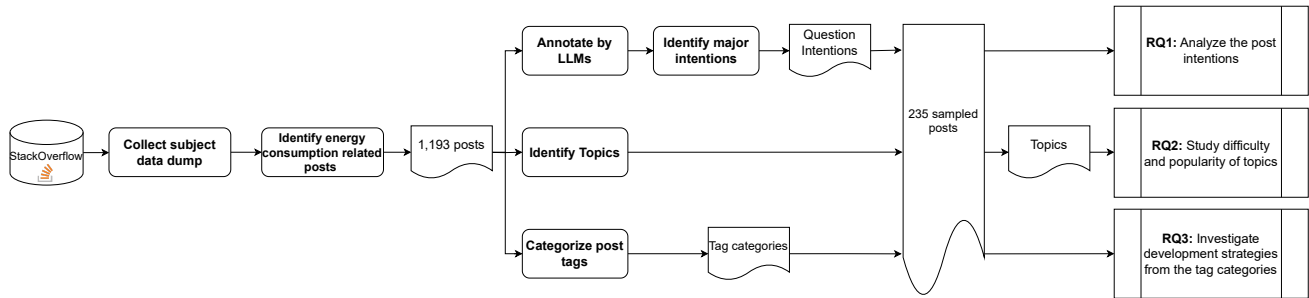 StackOverflow
Collect subject
data dump
Identify energy
consumption related
posts
1,193 posts
Annotate by
LLMs
Identify major
intentions
Question
Intentions
Identify Topics
Categorize post
tags
Tag categories
235 sampled
posts
Topics
RQ1: Analyze the post
intentions
RQ2: Study difficulty
and popularity of topics
RQ3: Investigate
development strategies
from the tag categories